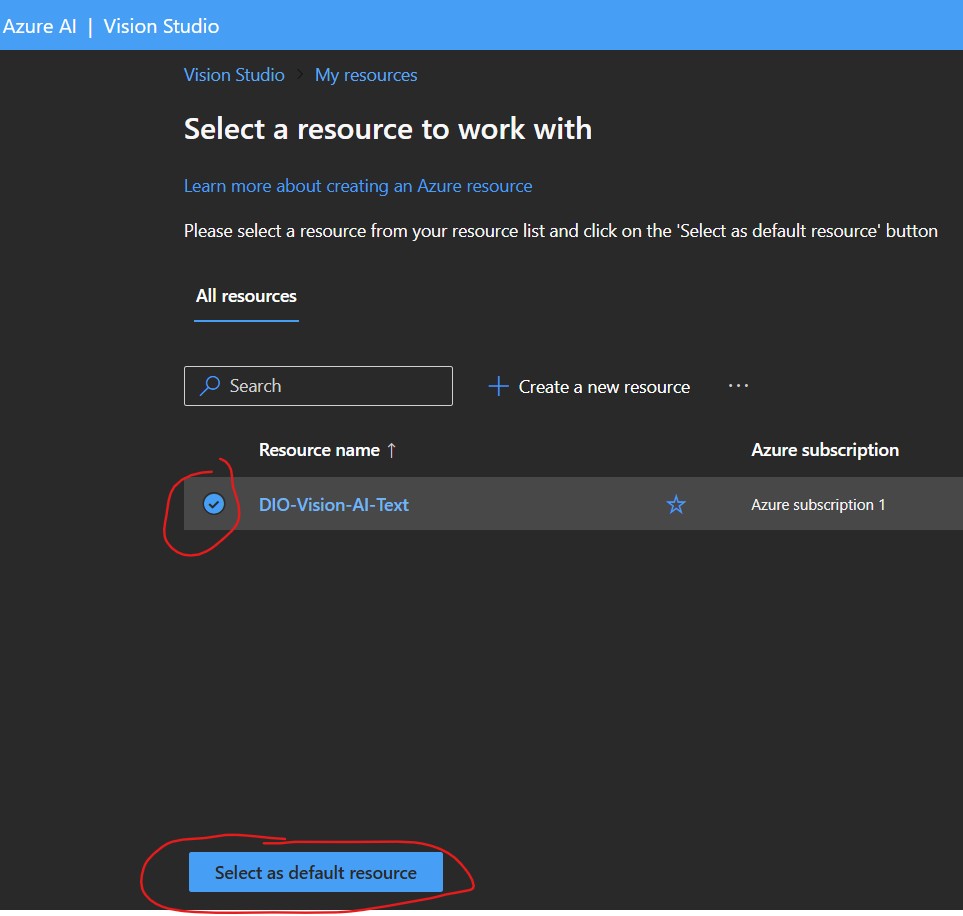 Azure AI | Vision Studio
Vision Studio > My resources
Select a resource to work with
Learn more about creating an Azure resource
Please select a resource from your resource list and click on the 'Select as default resource' button
All resources
Search + Create a new resource ...
Resource name ↑ Azure subscription
DIO-Vision-AI-Text Azure subscription 1
Select as default resource